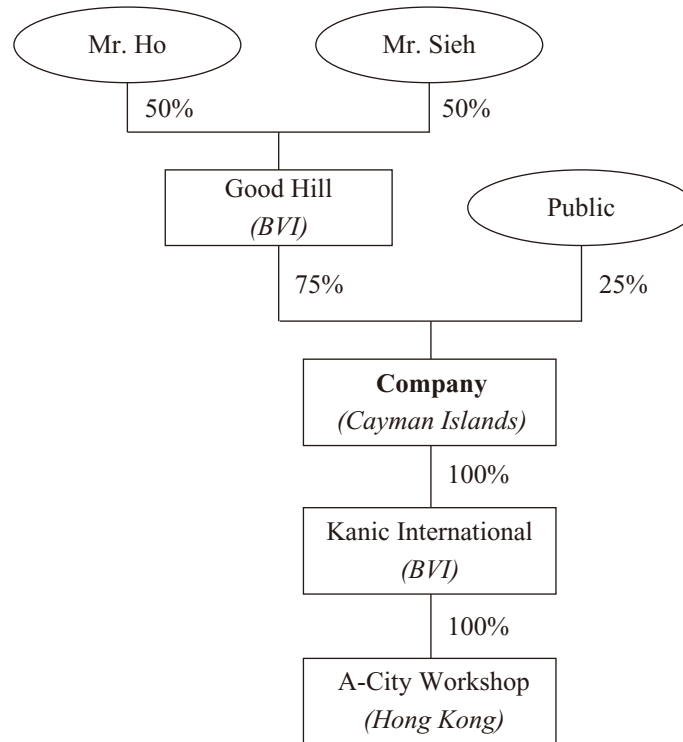 Mr. Ho
Mr. Sieh
50%
50%
Good Hill
(BVI)
Public
75%
25%
Company
(Cayman Islands)
100%
Kanic International
(BVI)
100%
A-City Workshop
(Hong Kong)